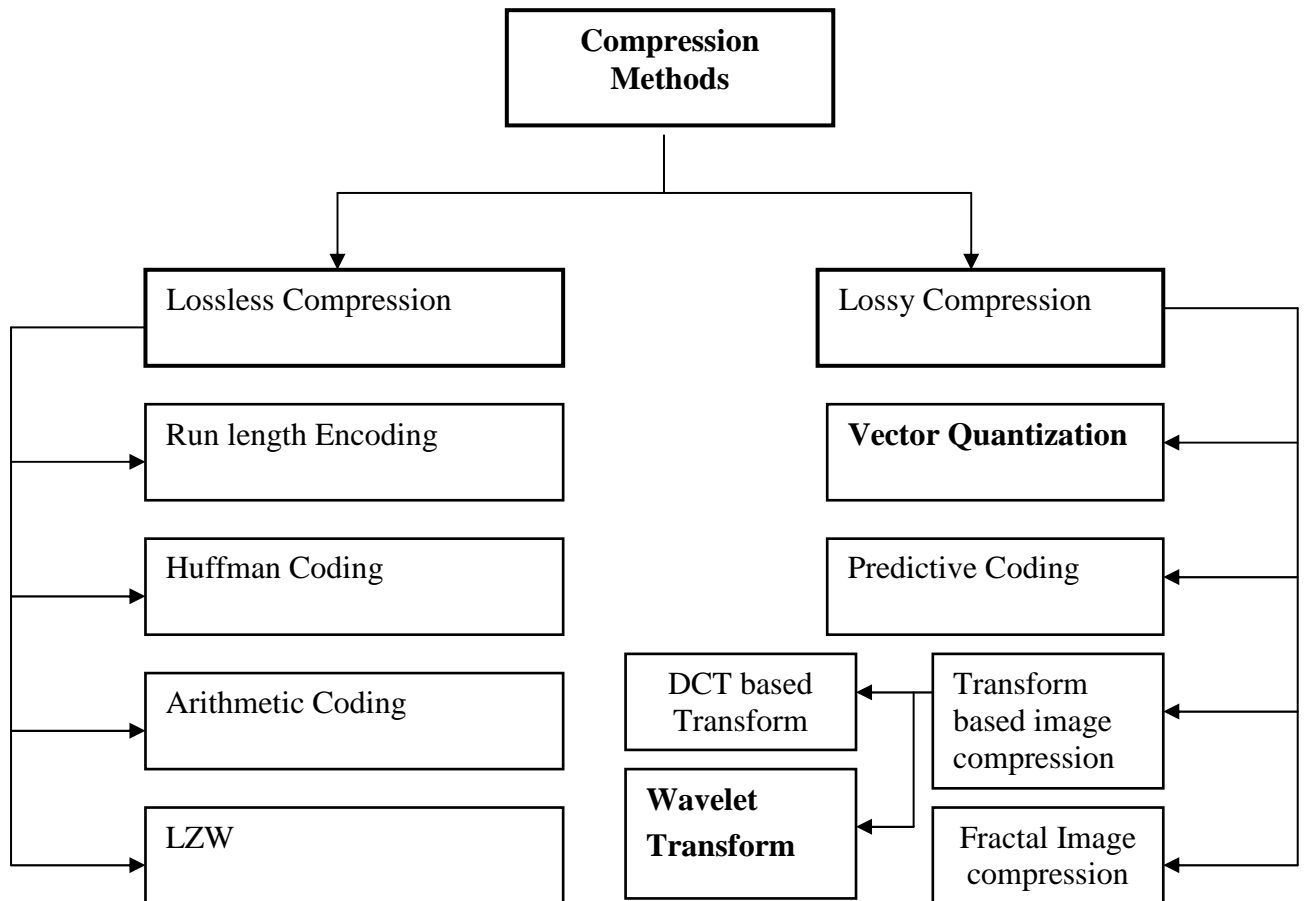 Compression
Methods
Lossless Compression
Lossy Compression
Run length Encoding
Vector Quantization
Huffman Coding
Predictive Coding
Arithmetic Coding
DCT based
Transform
Transform
based image
compression
Wavelet
Transform
LZW
Fractal Image
compression